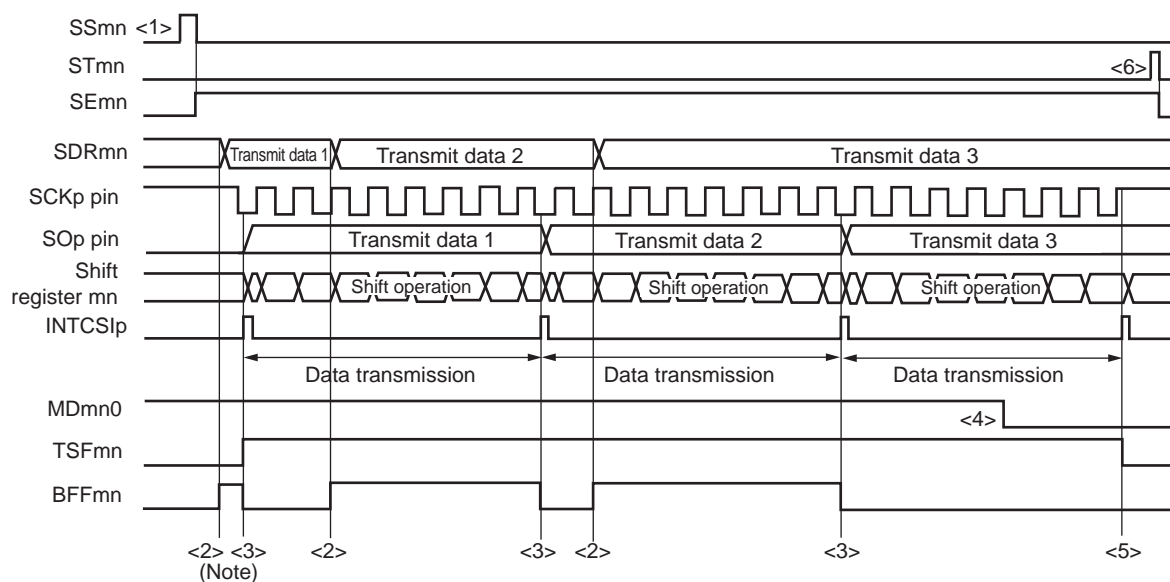 SSmn <1>
STmn <6>
SEmn
SDRmn Transmit data 1 Transmit data 2 Transmit data 3
SCKp pin
SOp pin Transmit data 1 Transmit data 2 Transmit data 3
Shift
register mn Shift operation Shift operation Shift operation
INTCSIp
Data transmission Data transmission Data transmission
MDmn0 <4>
TSFmn
BFFmn
<2> <3> <2> <3> <2> <3> <5>
(Note)